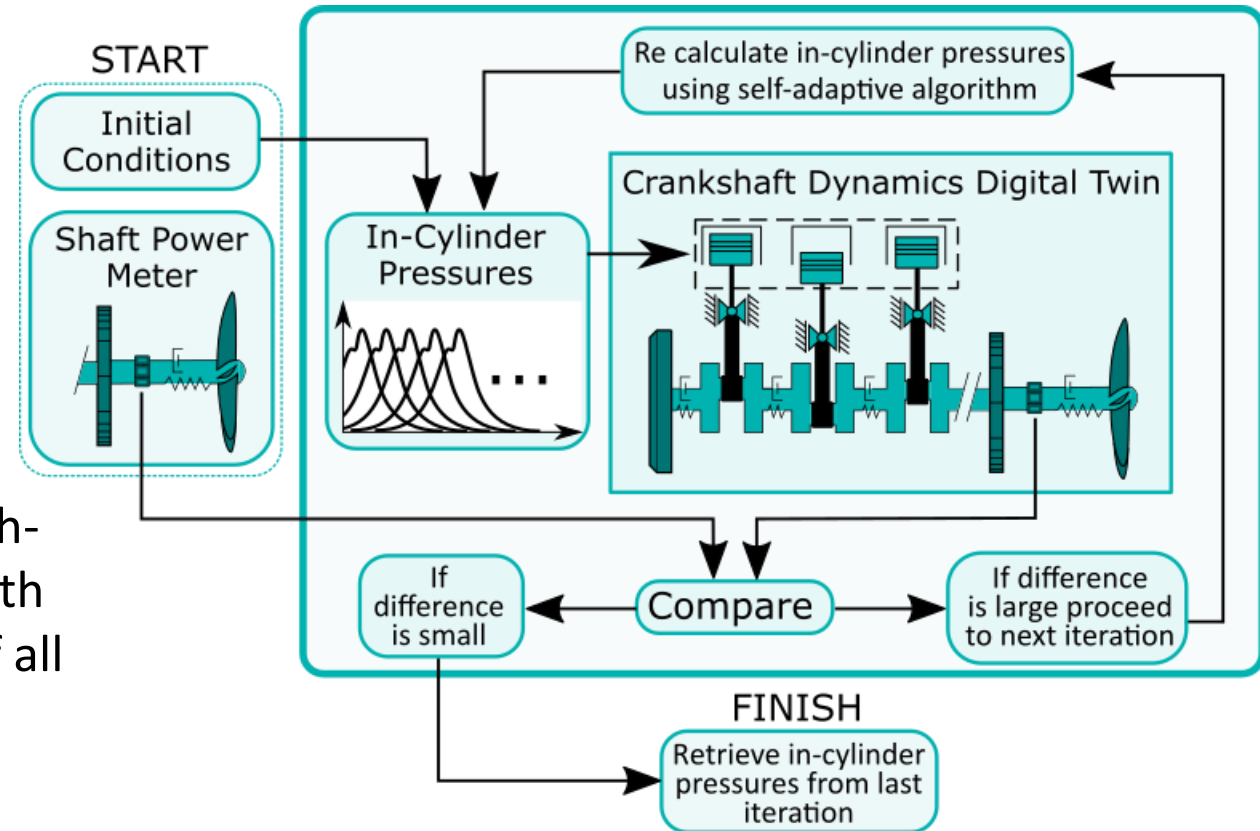 START
Initial
Conditions
Shaft Power
Meter
Re calculate in-cylinder pressures
using self-adaptive algorithm
In-Cylinder
Pressures
Crankshaft Dynamics Digital Twin
h-
th
f all
If
difference
is small
Compare
If difference
is large proceed
to next iteration
FINISH
Retrieve in-cylinder
pressures from last
iteration